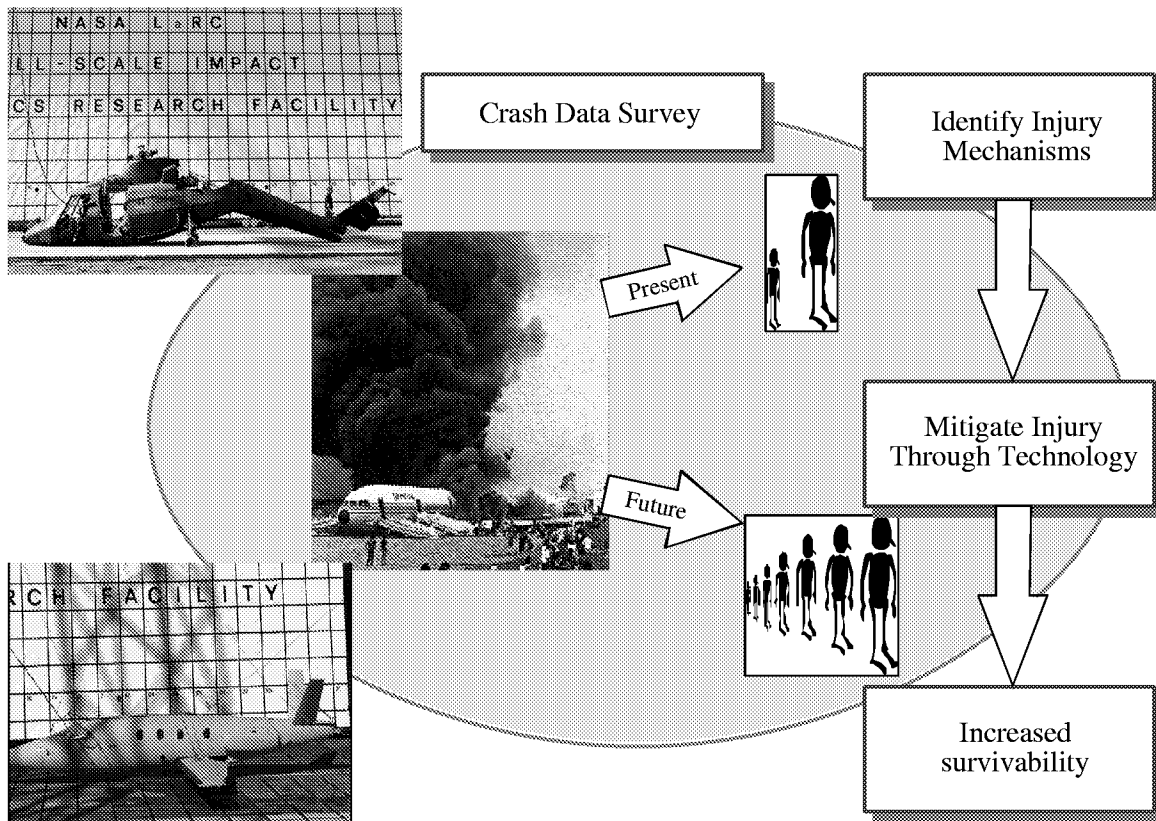 NASA LaRC
LL-SCALE IMPACT
CS RESEARCH FACILITY
Crash Data Survey
Identify Injury
Mechanisms
Present
Mitigate Injury
Through Technology
Future
RCH FACILITY
Increased
survivability